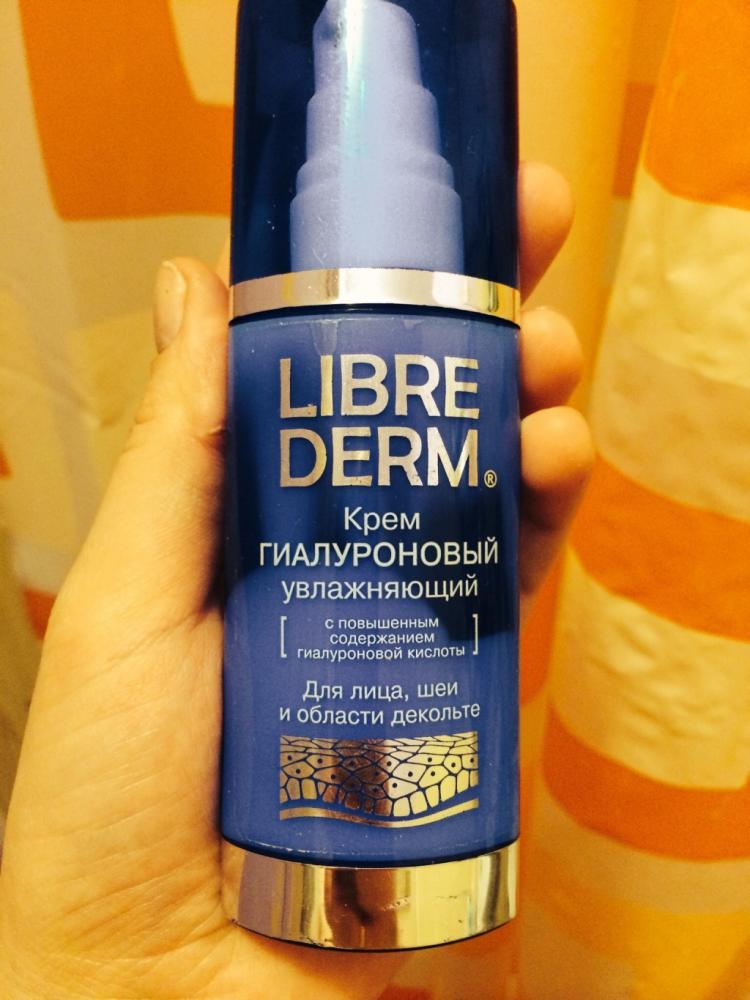 LIBRE
DERM®
Крем
ГИАЛУРОНОВЫЙ
увлажняющий
[ с повышенным
содержанием
гиалуроновой кислоты ]
Для лица, шеи
и области декольте